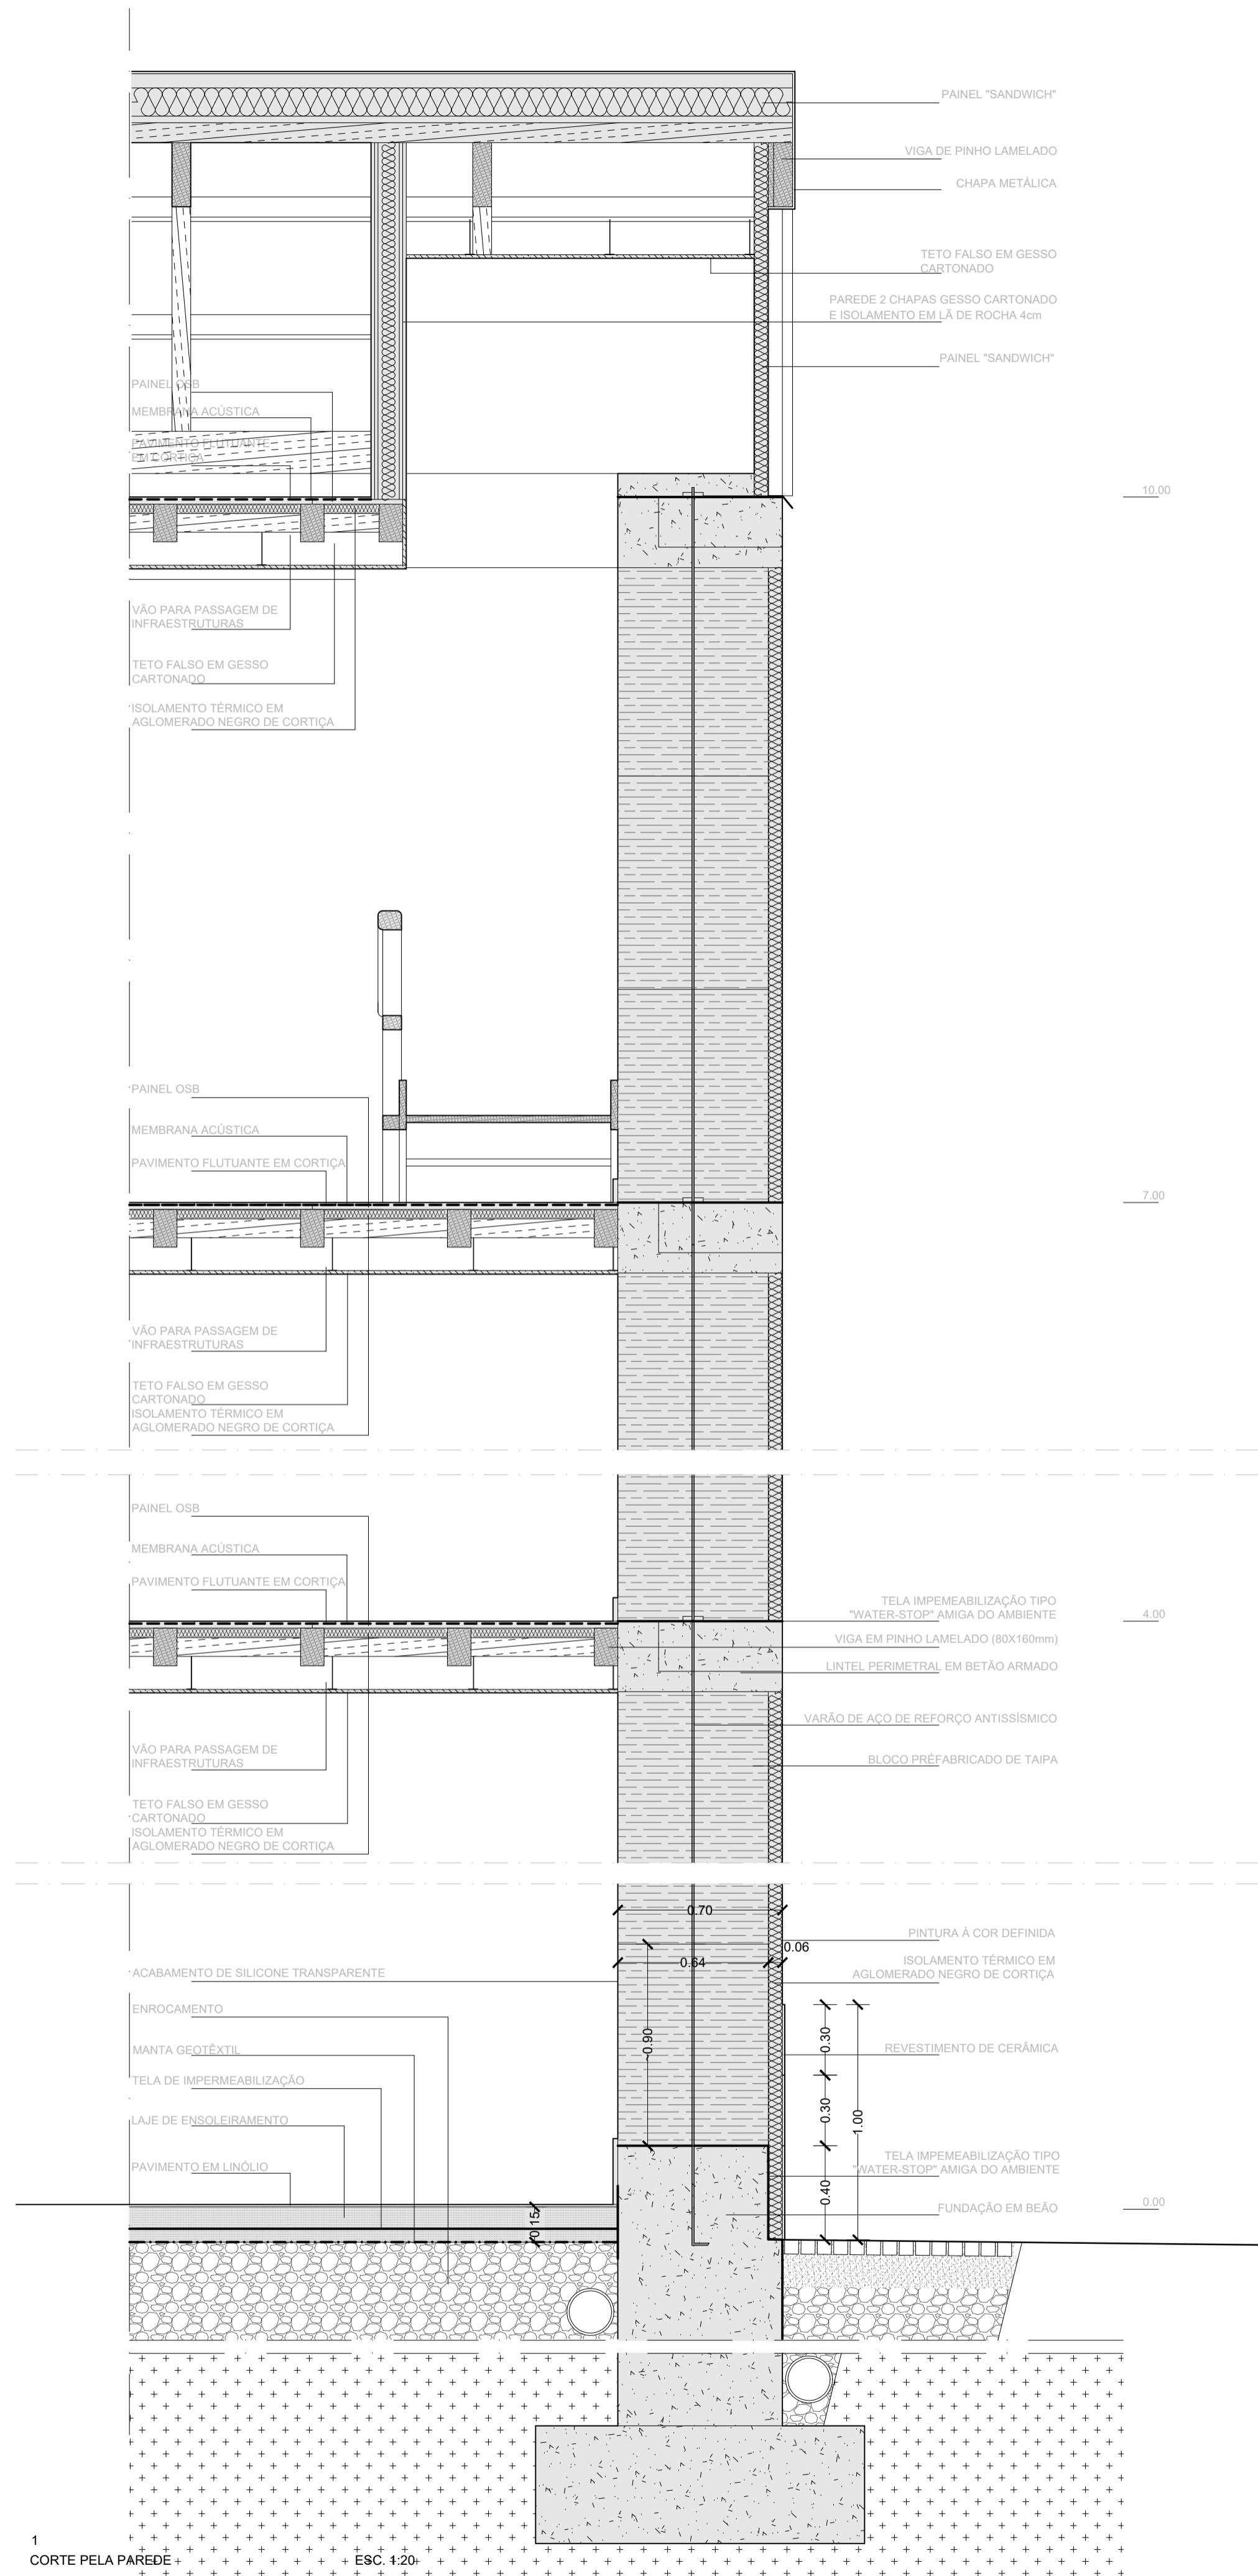 PAINEL "SANDWICH"
VIGA DE PINHO LAMELADO
CHAPA METÁLICA
TETO FALSO EM GESSO
CARTONADO
PAREDE 2 CHAPAS GESSO CARTONADO
E ISOLAMENTO EM LÃ DE ROCHA 4cm
PAINEL "SANDWICH"
PAINEL OSB
MEMBRANA ACÚSTICA
PAVIMENTO FLUTUANTE
EM CORTIÇA
10.00
VÃO PARA PASSAGEM DE
INFRAESTRUTURAS
TETO FALSO EM GESSO
CARTONADO
ISOLAMENTO TÉRMICO EM
AGLOMERADO NEGRO DE CORTIÇA
PAINEL OSB
MEMBRANA ACÚSTICA
PAVIMENTO FLUTUANTE EM CORTIÇA
7.00
VÃO PARA PASSAGEM DE
INFRAESTRUTURAS
TETO FALSO EM GESSO
CARTONADO
ISOLAMENTO TÉRMICO EM
AGLOMERADO NEGRO DE CORTIÇA
PAINEL OSB
MEMBRANA ACÚSTICA
PAVIMENTO FLUTUANTE EM CORTIÇA
TELA IMPEMEABILIZAÇÃO TIPO
"WATER-STOP" AMIGA DO AMBIENTE
4.00
VIGA EM PINHO LAMELADO (80X160mm)
LINTEL PERIMETRAL EM BETÃO ARMADO
VARÃO DE AÇO DE REFORÇO ANTISSÍSMICO
BLOCO PRÉFABRICADO DE TAIPA
VÃO PARA PASSAGEM DE
INFRAESTRUTURAS
TETO FALSO EM GESSO
CARTONADO
ISOLAMENTO TÉRMICO EM
AGLOMERADO NEGRO DE CORTIÇA
0.70
0.06
0.64
PINTURA À COR DEFINIDA
ISOLAMENTO TÉRMICO EM
AGLOMERADO NEGRO DE CORTIÇA
ACABAMENTO DE SILICONE TRANSPARENTE
ENROCAMENTO
MANTA GEOTÊXTIL
TELA DE IMPERMEABILIZAÇÃO
LAJE DE ENSOLEIRAMENTO
PAVIMENTO EM LINÓLIO
~0.90
0.30
0.30
1.00
0.40
0.15
REVESTIMENTO DE CERÂMICA
TELA IMPEMEABILIZAÇÃO TIPO
"WATER-STOP" AMIGA DO AMBIENTE
FUNDAÇÃO EM BEÃO
0.00
1
CORTE PELA PAREDE
ESC. 1:20